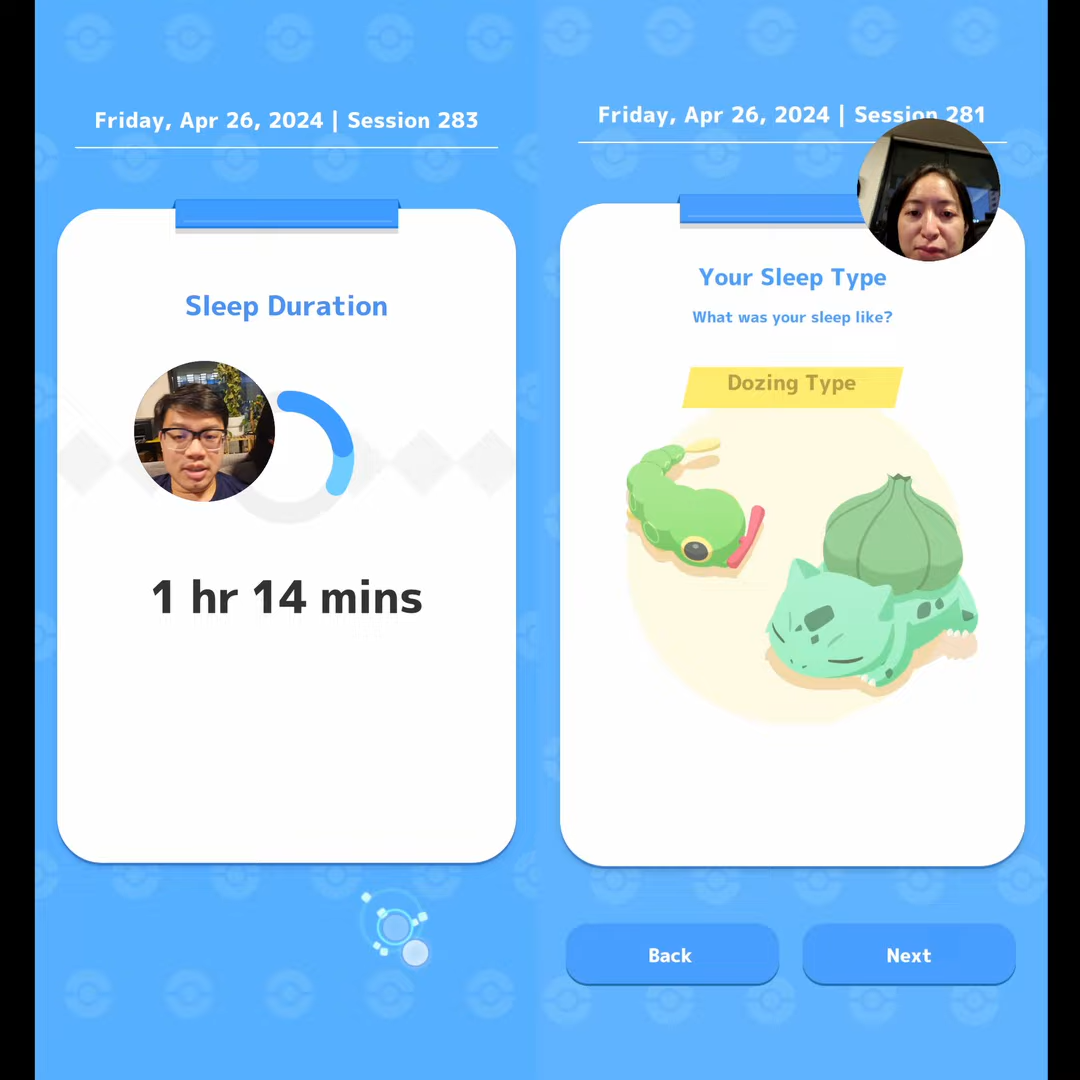 Friday, Apr 26, 2024 | Session 283
Sleep Duration
1 hr 14 mins
Friday, Apr 26, 2024 | Session 281
Your Sleep Type
What was your sleep like?
Dozing Type
Back
Next